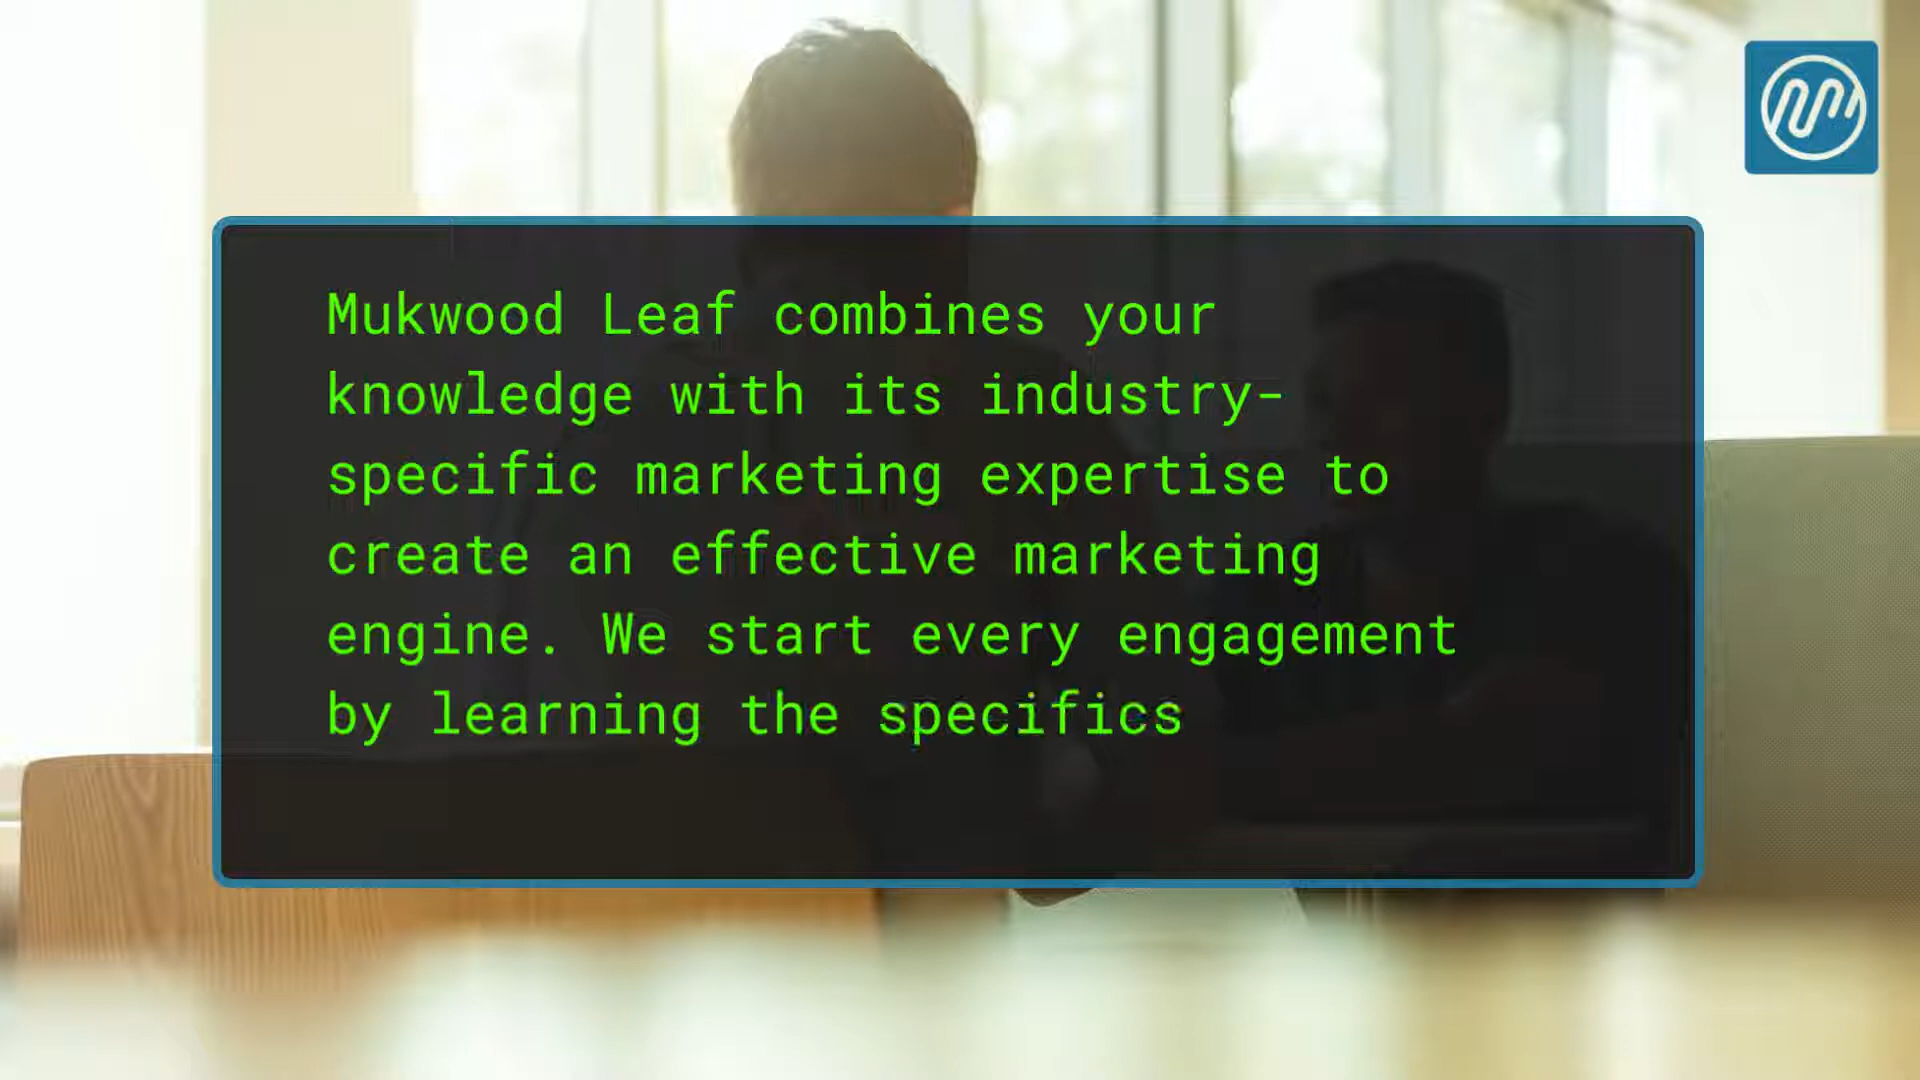 Mukwood Leaf combines your
knowledge with its industry-
specific marketing expertise to
create an effective marketing
engine. We start every engagement
by learning the specifics